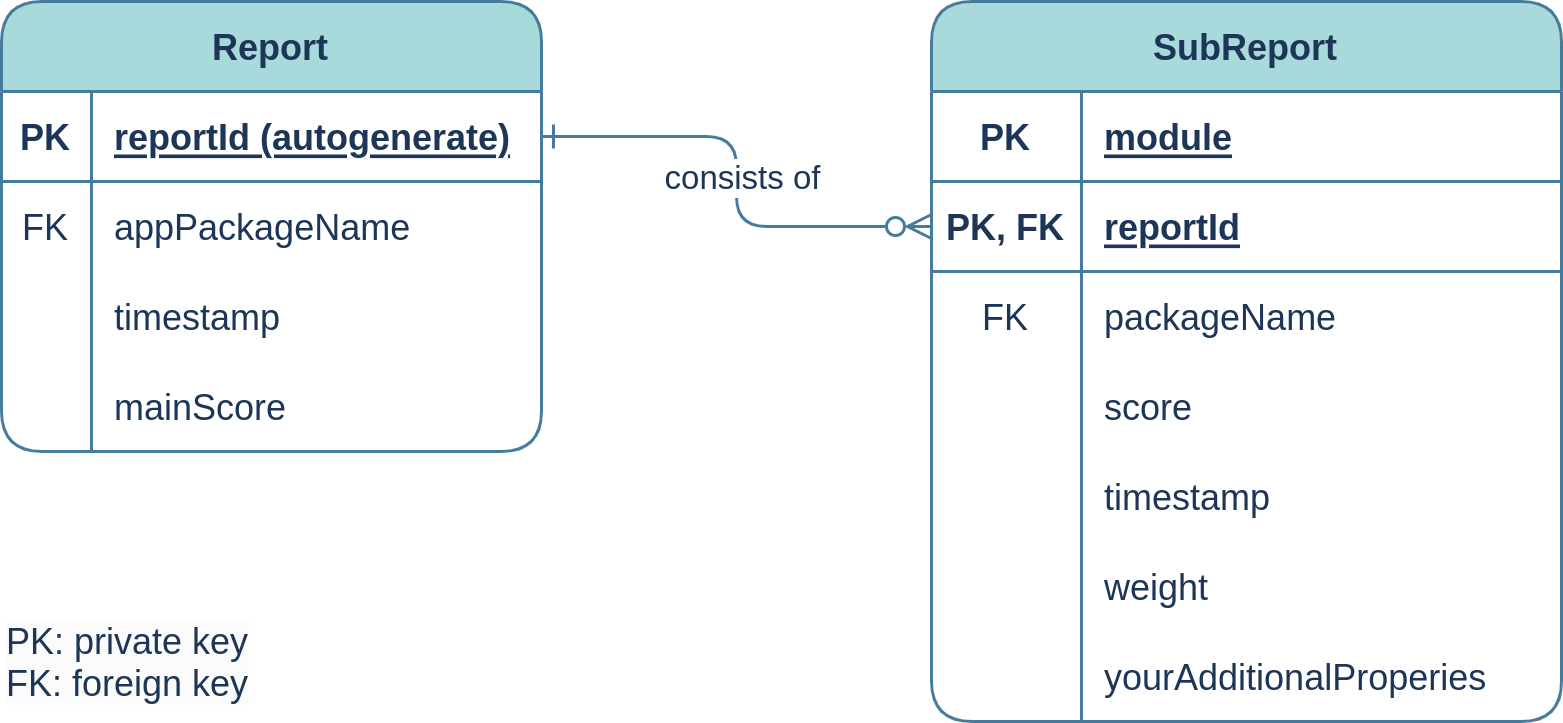 Report
PK reportId (autogenerate)
FK appPackageName
timestamp
mainScore
consists of
SubReport
PK module
PK, FK reportId
FK packageName
score
timestamp
weight
yourAdditionalProperies
PK: private key
FK: foreign key